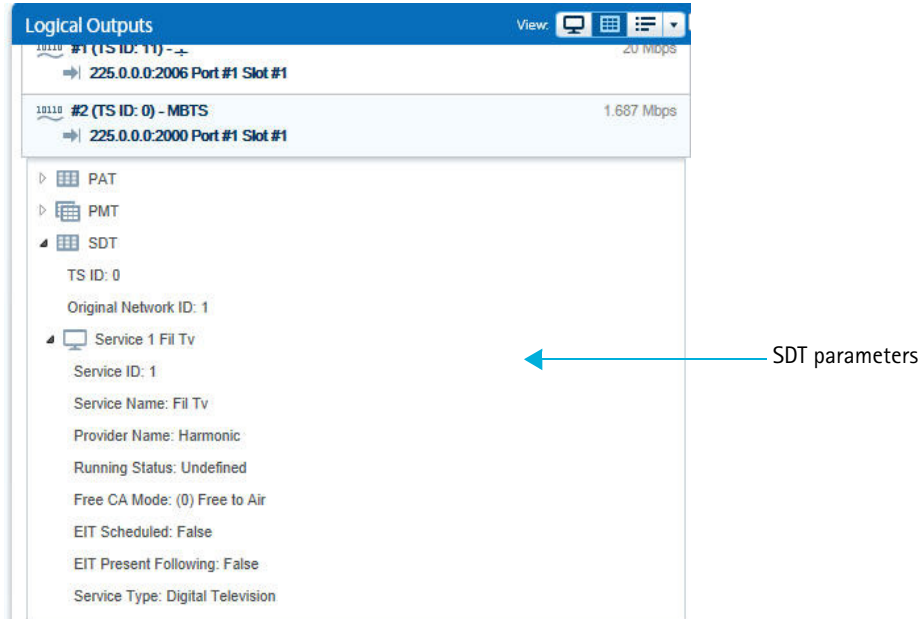 Logical Outputs View:
10110 #1 (TS ID: 11) - 20 Mbps
225.0.0.0:2006 Port #1 Slot #1
10110 #2 (TS ID: 0) - MBTS 1.687 Mbps
225.0.0.0:2000 Port #1 Slot #1
PAT
PMT
SDT
TS ID: 0
Original Network ID: 1
Service 1 Fil Tv
Service ID: 1
SDT parameters
Service Name: Fil Tv
Provider Name: Harmonic
Running Status: Undefined
Free CA Mode: (0) Free to Air
EIT Scheduled: False
EIT Present Following: False
Service Type: Digital Television